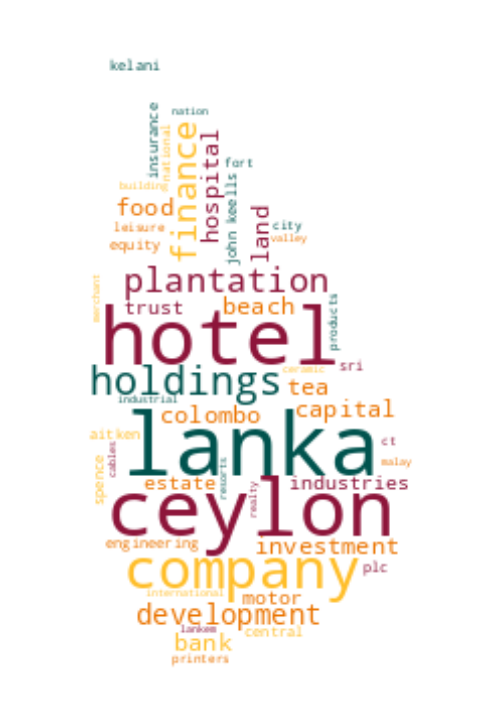 kelani
nation
insurance
national
finance
hospital
fort
building
john keells
food
land
leisure
city
equity
valley
plantation
merchant
trust
beach
products
hotel
sri
ceramic
holdings
tea
industrial
colombo
capital
lanka
aitken
ct
cables
malay
spence
resorts
estate
realty
industries
ceylon
engineering
investment
company
plc
international
motor
development
lankem
central
bank
printers